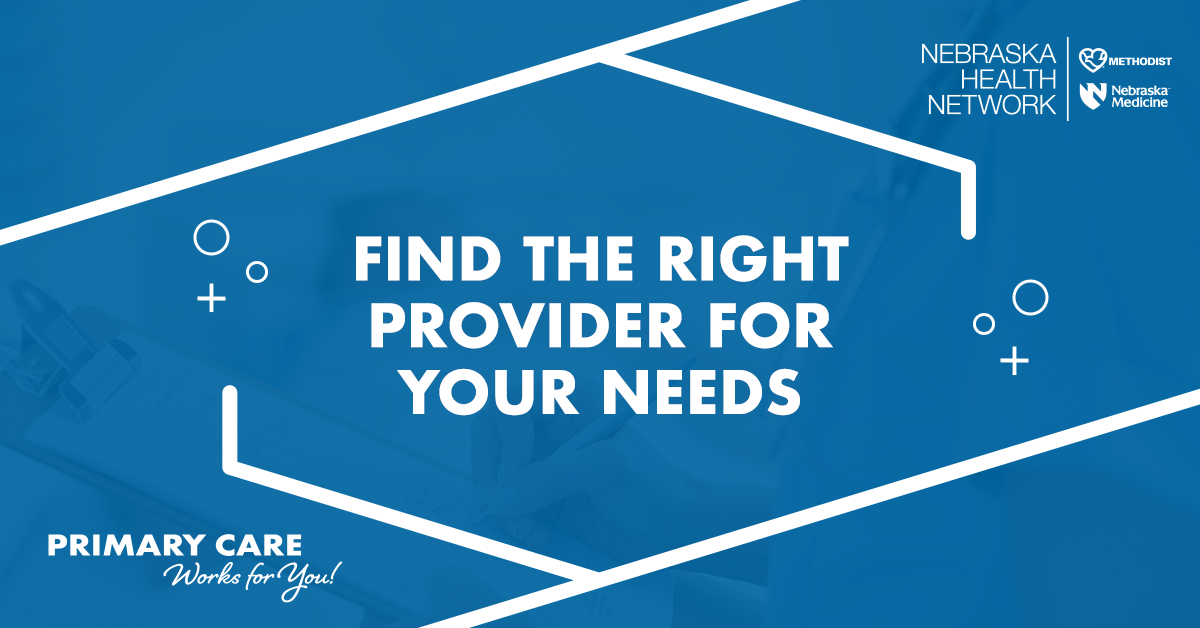 NEBRASKA
HEALTH
NETWORK
METHODIST
Nebraska
Medicine
FIND THE RIGHT
PROVIDER FOR
YOUR NEEDS
PRIMARY CARE
Works for You!